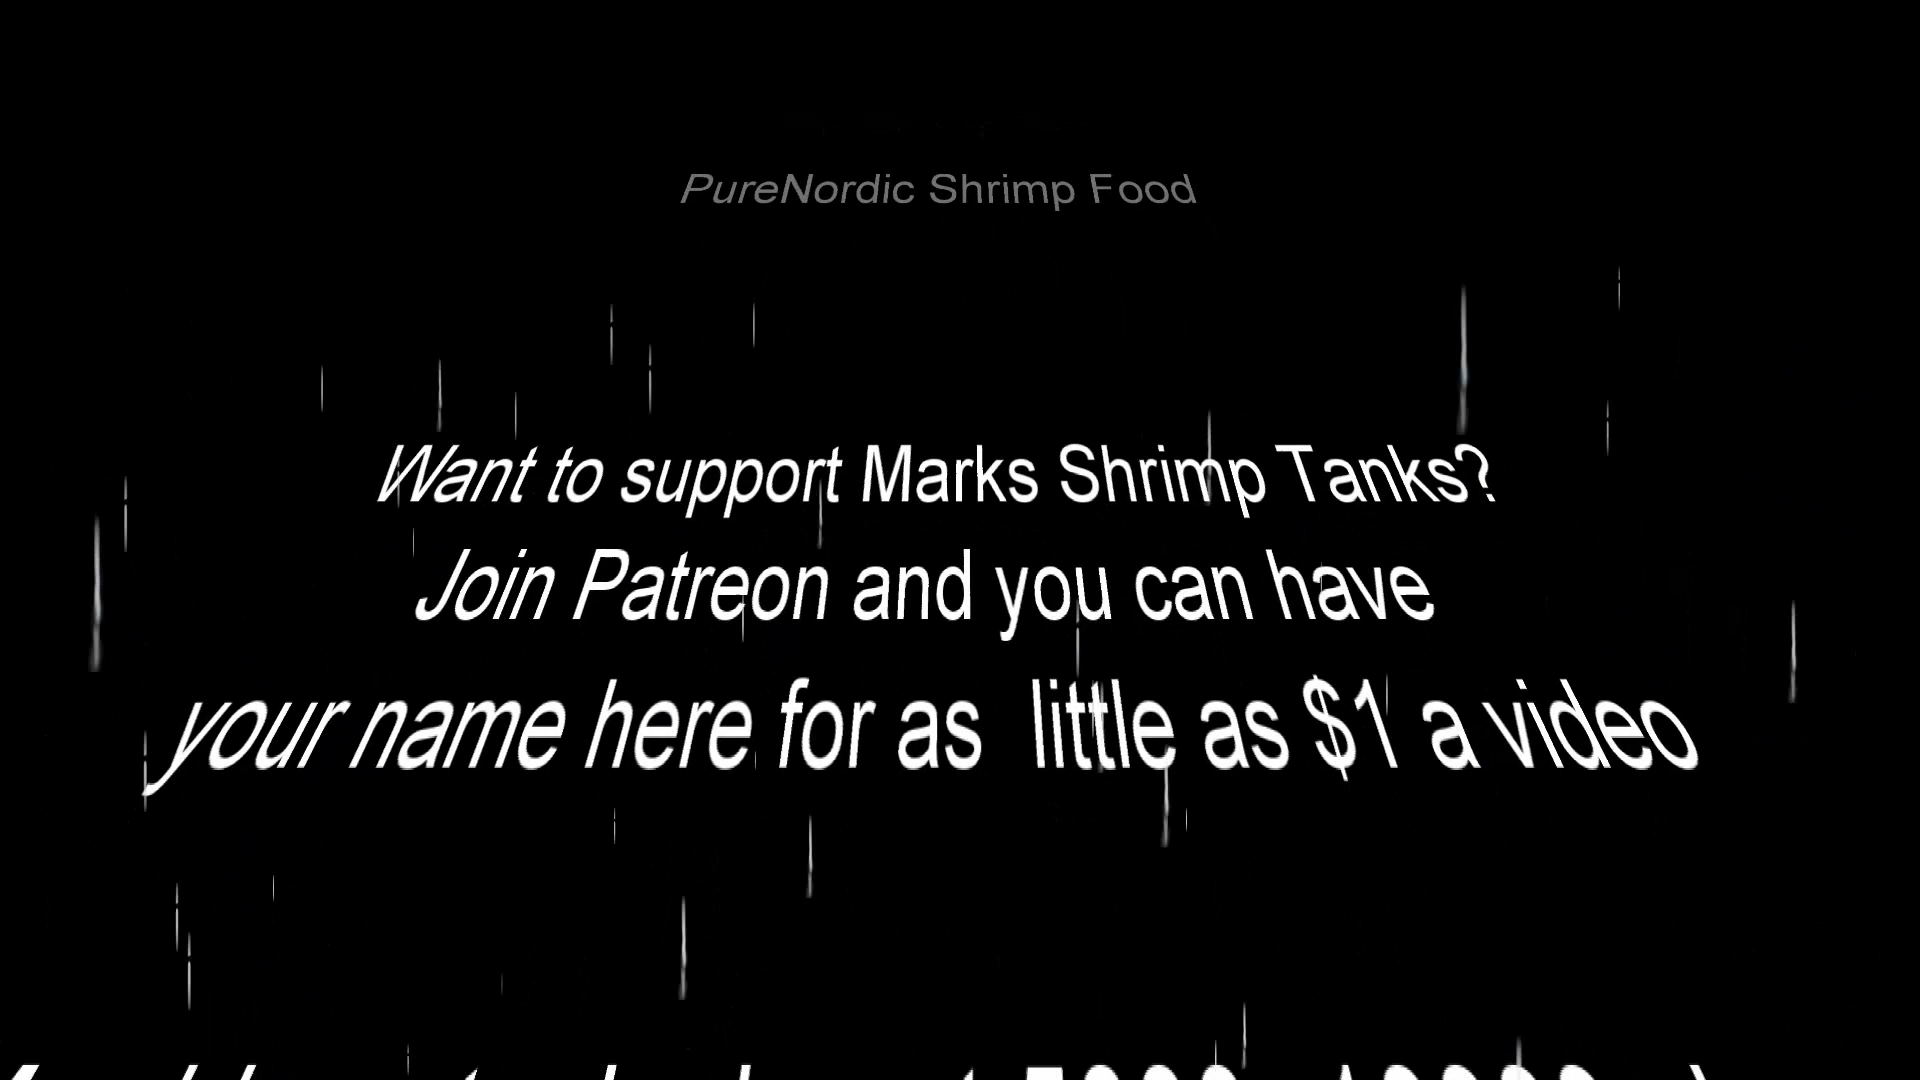 PureNordic Shrimp Food
Want to support Marks Shrimp Tanks?
Join Patreon and you can have
your name here for as  little as $1 a video